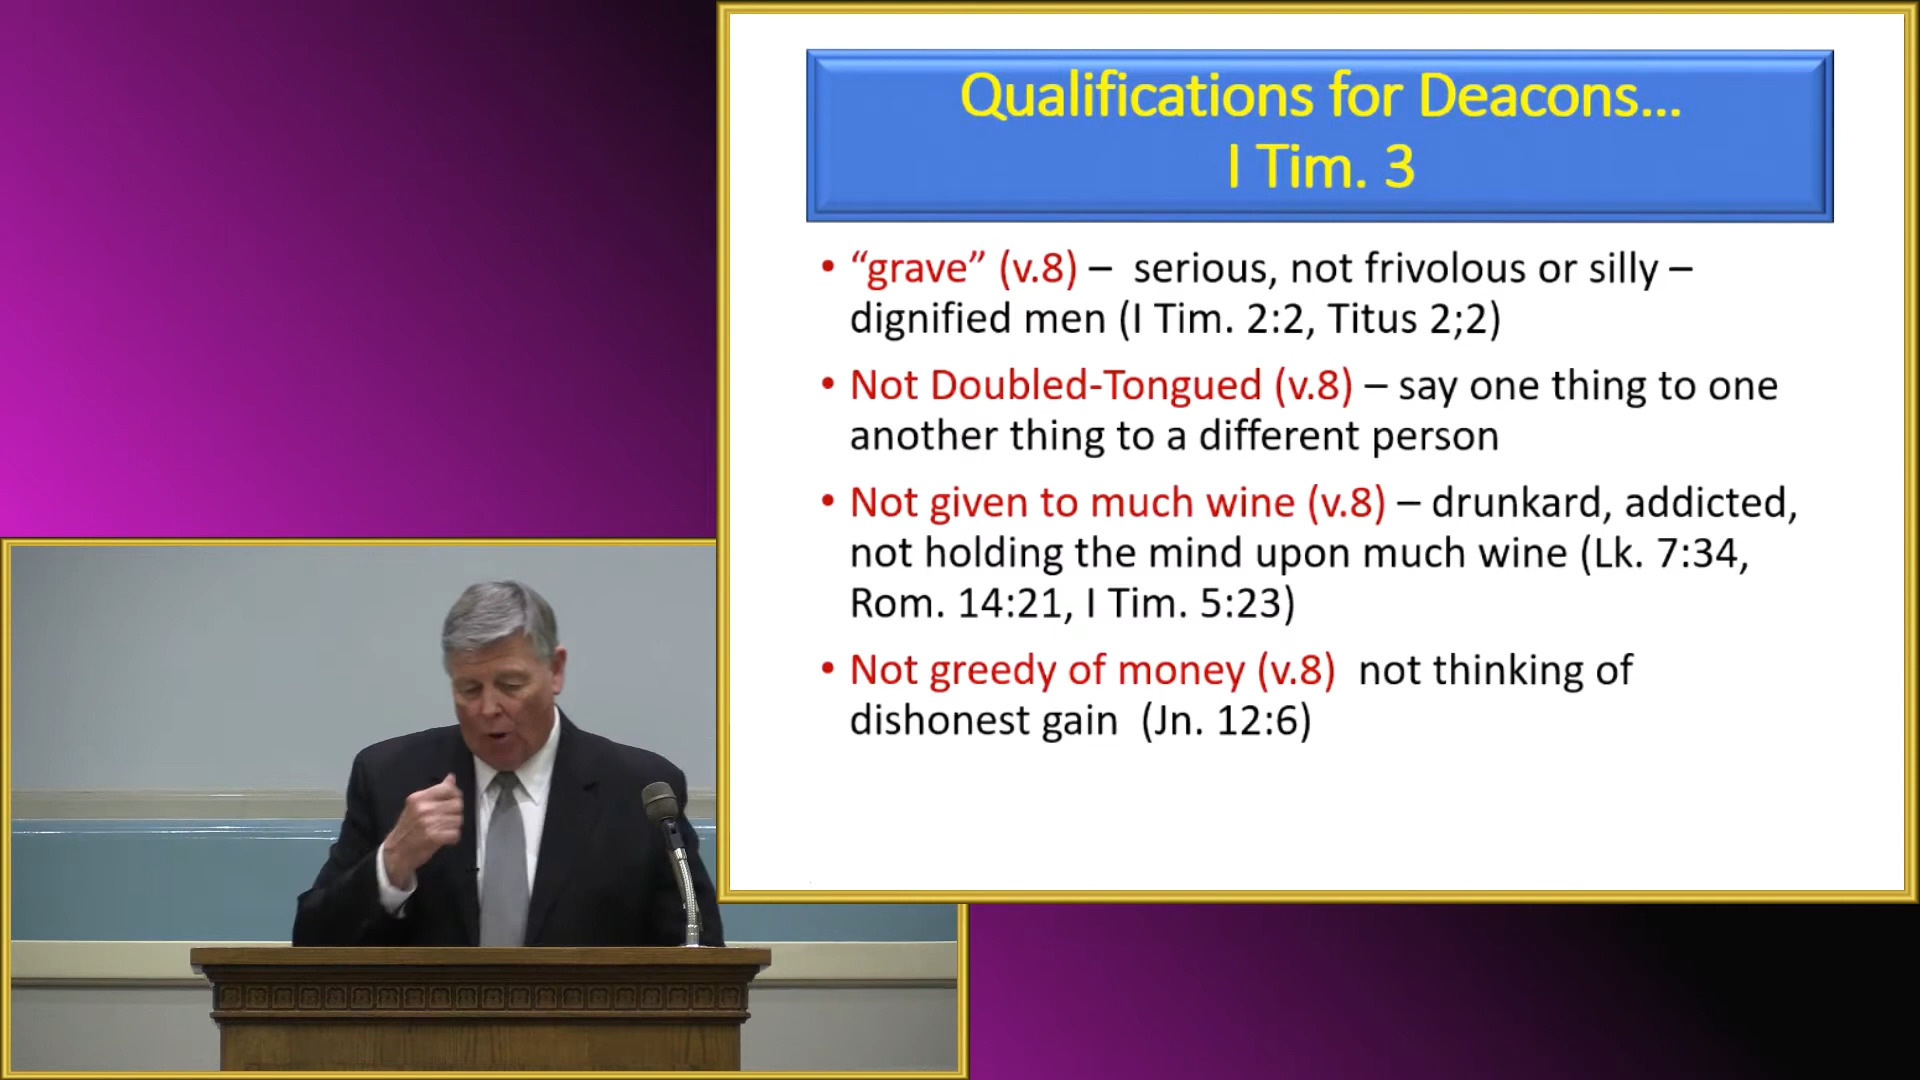 Qualifications for Deacons...
I Tim. 3
• “grave” (v.8) – serious, not frivolous or silly –
dignified men (I Tim. 2:2, Titus 2;2)
• Not Doubled-Tongued (v.8) – say one thing to one
another thing to a different person
• Not given to much wine (v.8) – drunkard, addicted,
not holding the mind upon much wine (Lk. 7:34,
Rom. 14:21, I Tim. 5:23)
• Not greedy of money (v.8) not thinking of
dishonest gain (Jn. 12:6)